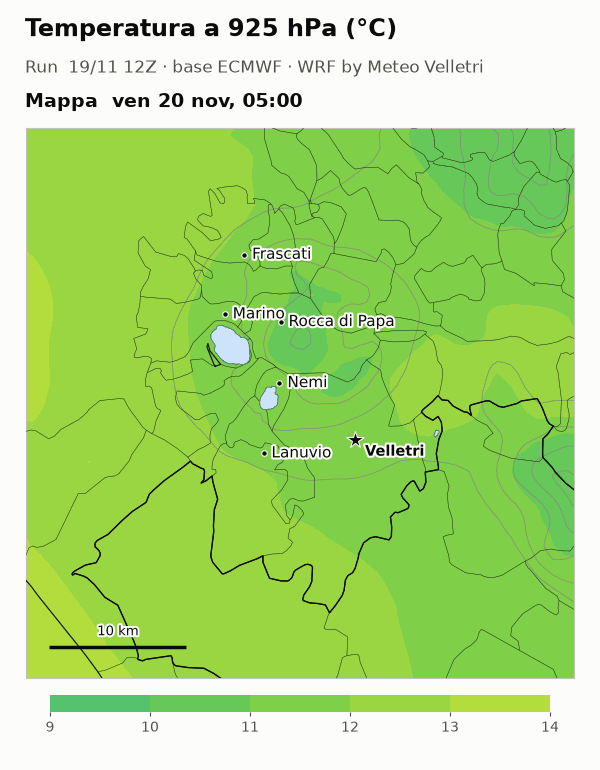 Temperatura a 925 hPa (°C)
Run  19/11 12Z · base ECMWF · WRF by Meteo Velletri
Mappa  ven 20 nov, 05:00
Frascati
Marino
Rocca di Papa
Nemi
Velletri
Lanuvio
10 km
9 10 11 12 13 14